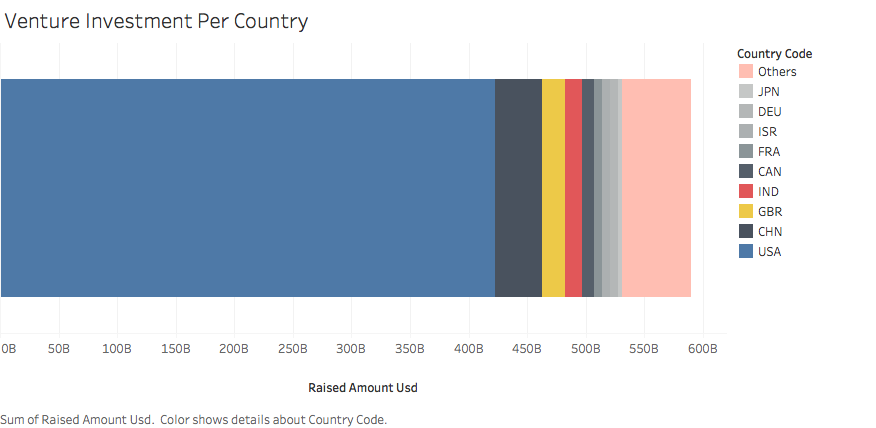 Venture Investment Per Country
Country Code
Others
JPN
DEU
ISR
FRA
CAN
IND
GBR
CHN
USA
0B 50B 100B 150B 200B 250B 300B 350B 400B 450B 500B 550B 600B
Raised Amount Usd
Sum of Raised Amount Usd. Color shows details about Country Code.